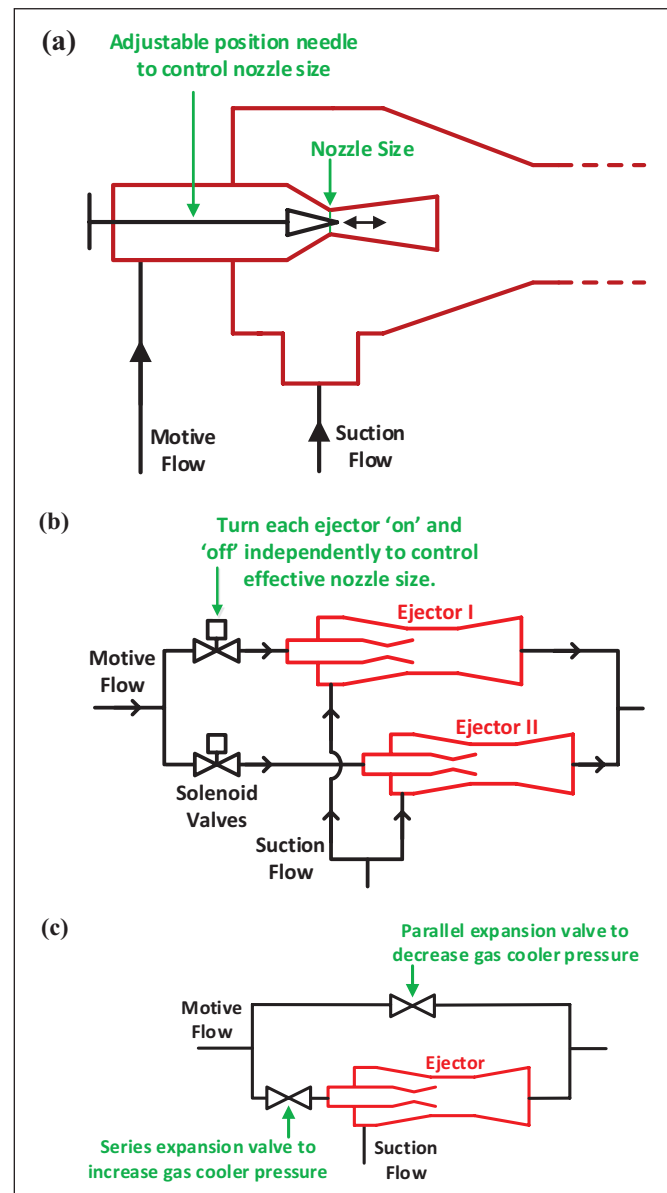 (a)
Adjustable position needle
to control nozzle size
Nozzle Size
Motive
Flow
Suction
Flow
(b)
Turn each ejector ‘on’ and
‘off’ independently to control
effective nozzle size.
Ejector I
Motive
Flow
Ejector II
Solenoid
Valves
Suction
Flow
(c)
Parallel expansion valve to
decrease gas cooler pressure
Motive
Flow
Ejector
Series expansion valve to
increase gas cooler pressure
Suction
Flow